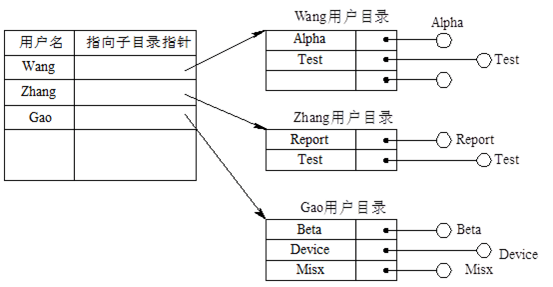 用户名 指向子目录指针
Wang
Zhang
Gao
Wang用户目录
Alpha Alpha
Test Test
Zhang用户目录
Report Report
Test Test
Gao用户目录
Beta Beta
Device Device
Misx Misx